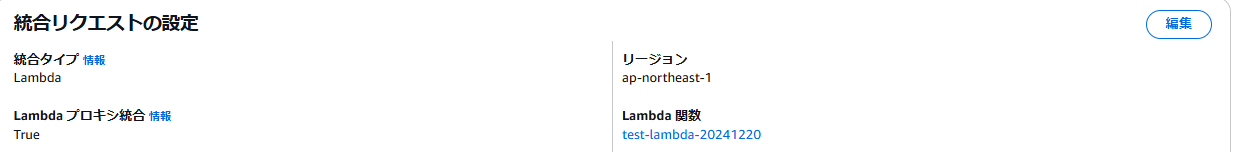 統合リクエストの設定
編集
統合タイプ 情報
Lambda
リージョン
ap-northeast-1
Lambda プロキシ統合 情報
True
Lambda 関数
test-lambda-20241220